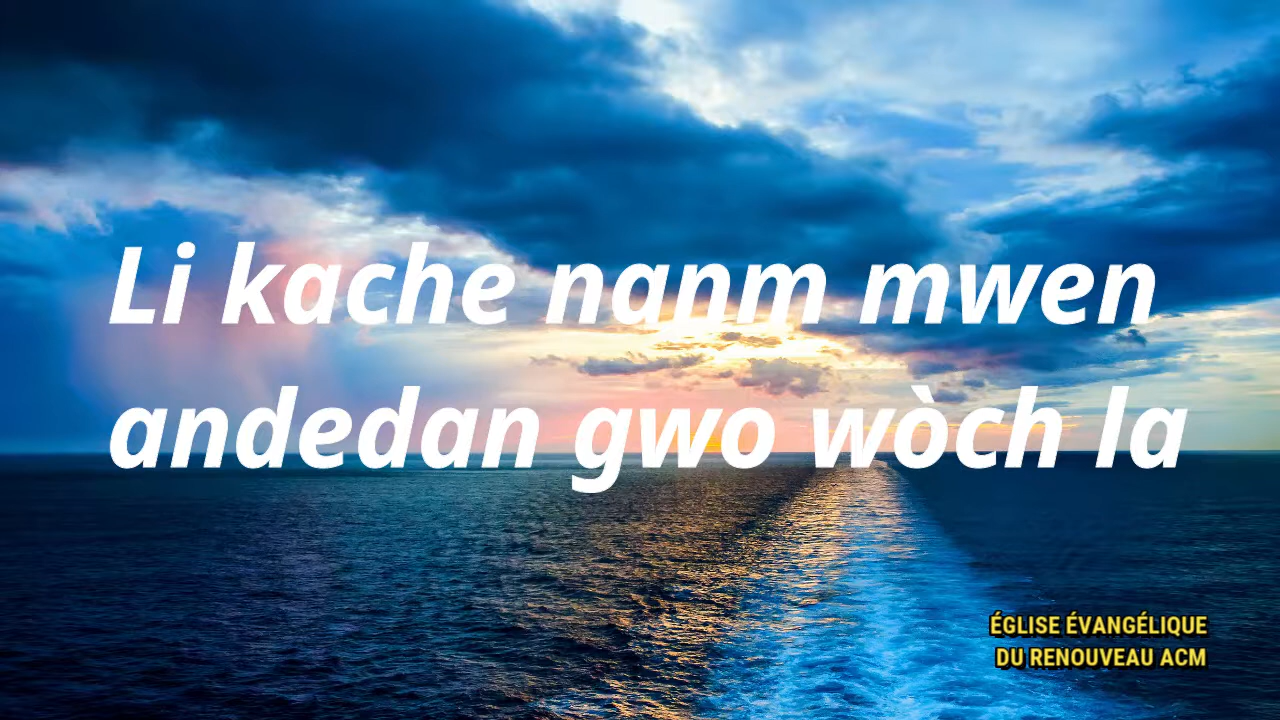 Li kache nanm mwen
andedan gwo wòch la
ÉGLISE ÉVANGÉLIQUE
DU RENOUVEAU ACM